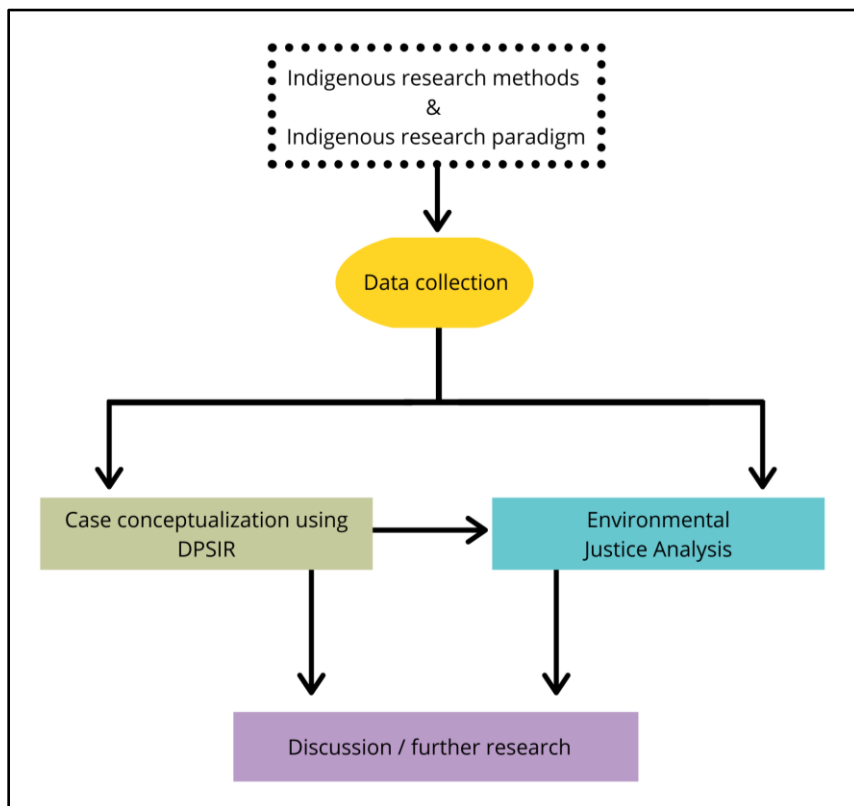 Indigenous research methods
&
Indigenous research paradigm
Data collection
Case conceptualization using
DPSIR
Environmental
Justice Analysis
Discussion / further research